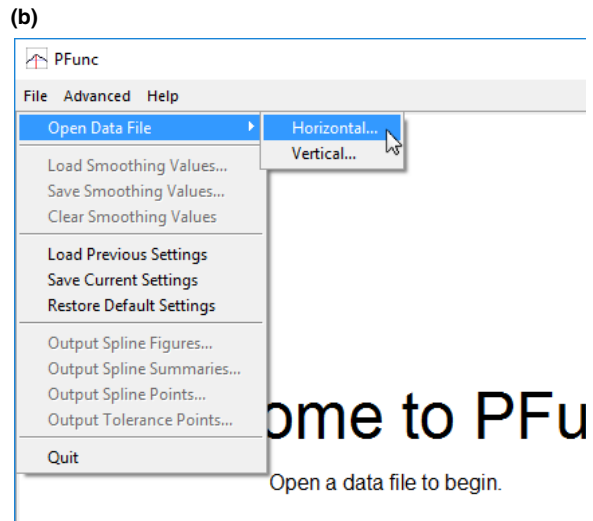 (b)
PFunc
File Advanced Help
Open Data File
Horizontal...
Vertical...
Load Smoothing Values...
Save Smoothing Values...
Clear Smoothing Values
Load Previous Settings
Save Current Settings
Restore Default Settings
Output Spline Figures...
Output Spline Summaries...
Output Spline Points...
Output Tolerance Points...
Quit
ome to PFu
Open a data file to begin.